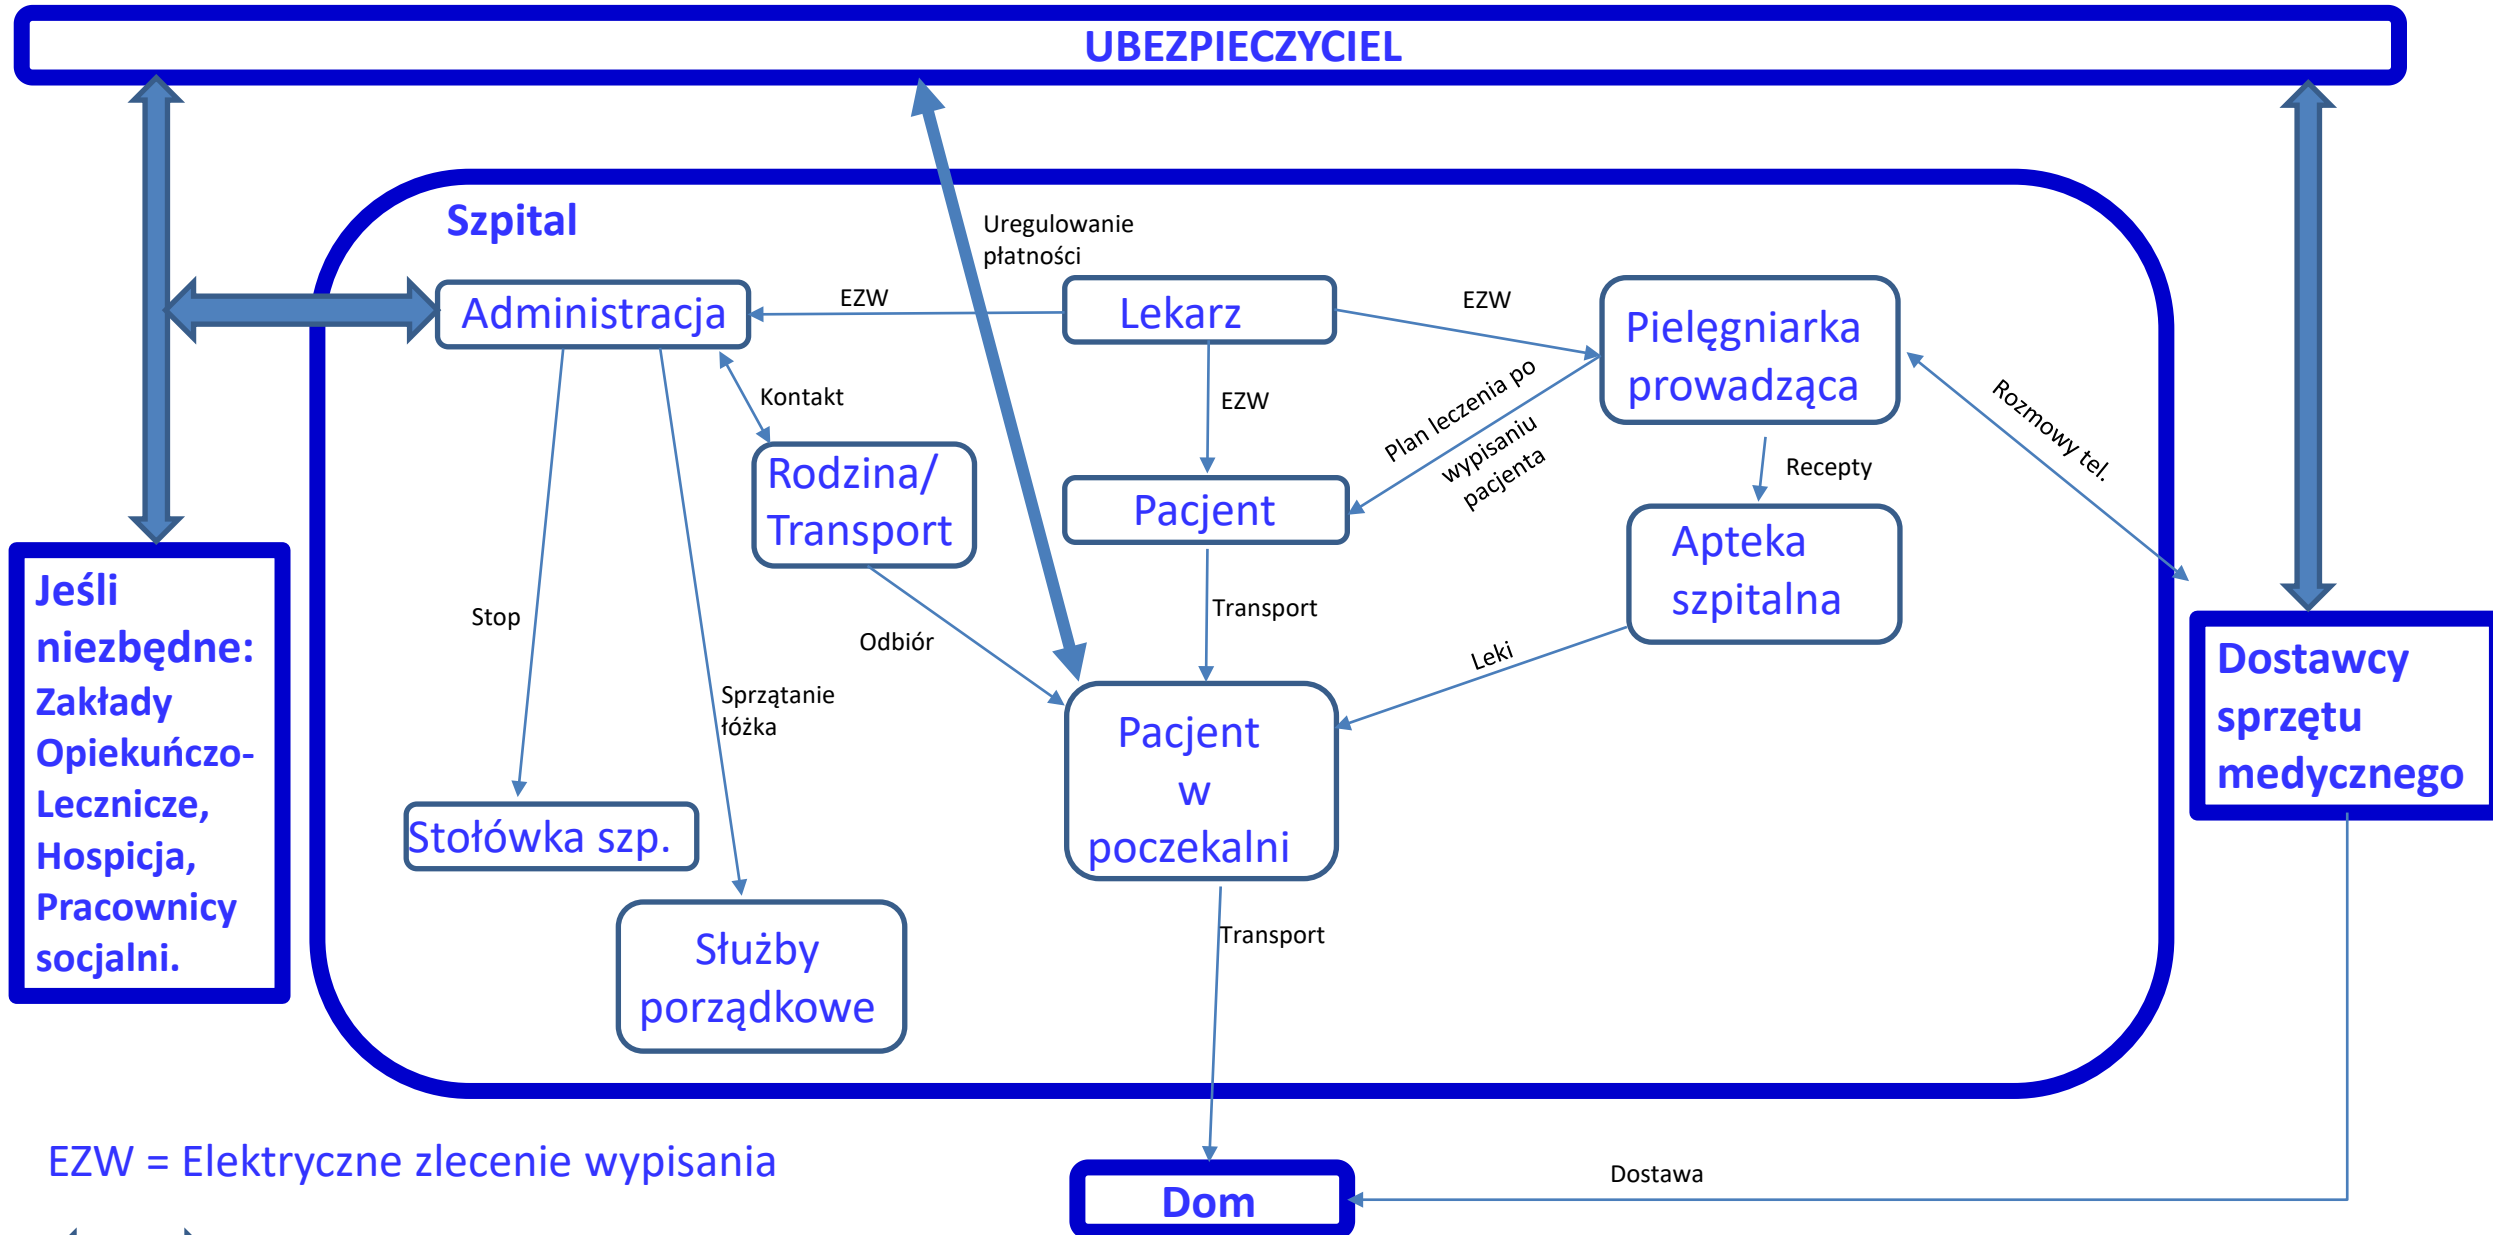 UBEZPIECZYCIEL
Szpital
Uregulowanie
płatności
Administracja
EZW
Lekarz
EZW
Pielęgniarka
prowadząca
Kontakt
EZW
Plan leczenia po
wypisaniu
pacjenta
Rozmowy tel.
Rodzina/
Transport
Pacjent
Recepty
Apteka
szpitalna
Jeśli
niezbędne:
Zakłady
Opiekuńczo-
Lecznicze,
Hospicja,
Pracownicy
socjalni.
Stop
Odbiór
Transport
Leki
Dostawcy
sprzętu
medycznego
Sprzątanie
łóżka
Pacjent
w
poczekalni
Stołówka szp.
Służby
porządkowe
Transport
EZW = Elektryczne zlecenie wypisania
Dostawa
Dom